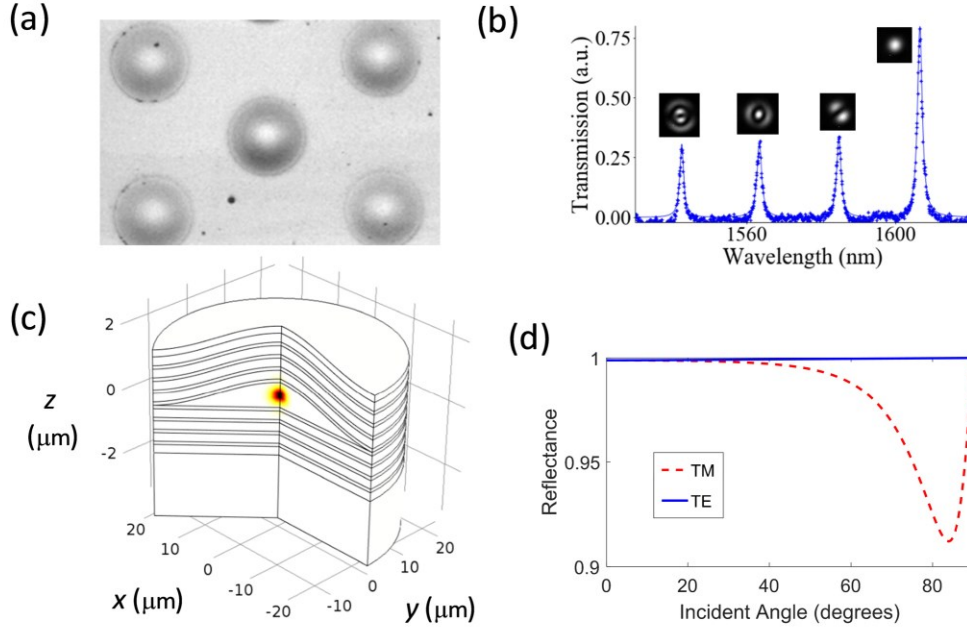 (a)
(b)
0.75
0.50
0.25
0.00
Transmission (a.u.)
1560
1600
Wavelength (nm)
(c)
2
0
-2
z
(μm)
20
10
0
-10
-20
x (μm)
20
10
0
-10
y (μm)
(d)
1
0.95
0.9
Reflectance
TM
TE
0
20
40
60
80
Incident Angle (degrees)